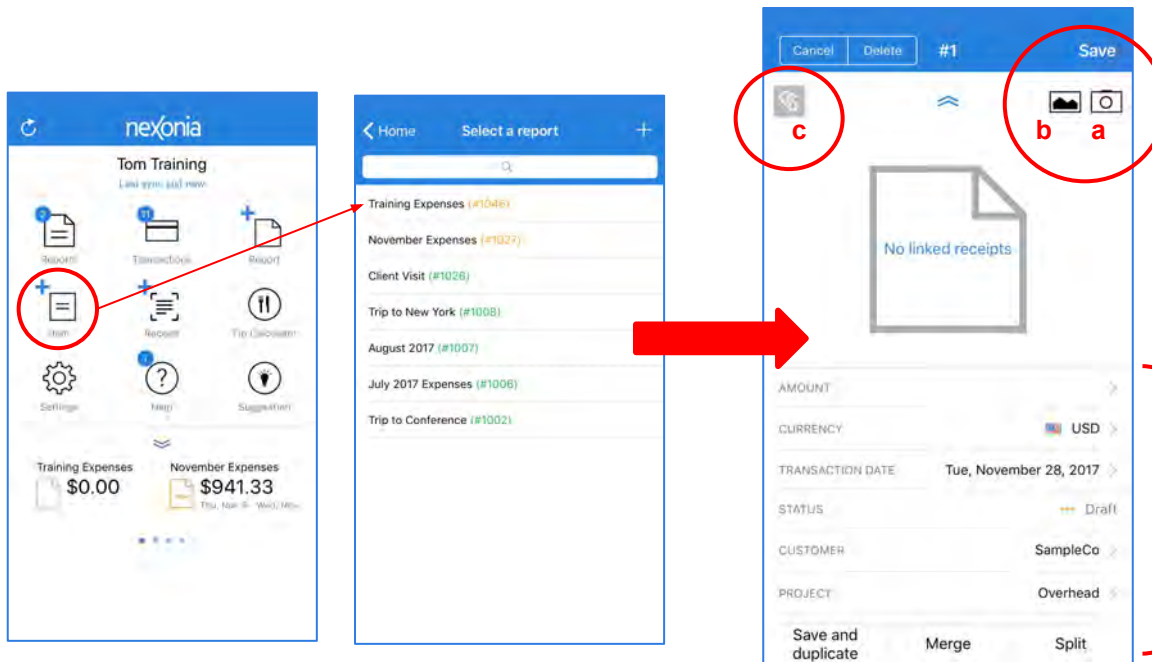 nexonia
Tom Training
Last sync just now
Reports
Transactions
Report
Item
Receipt
Tip Calculator
Settings
Help
Suggestion
Training Expenses
$0.00
November Expenses
$941.33
Home
Select a report
Training Expenses (#1046)
November Expenses (#1027)
Client Visit (#1026)
Trip to New York (#1008)
August 2017 (#1007)
July 2017 Expenses (#1006)
Trip to Conference (#1002)
Cancel
Delete
#1
Save
c
b
a
No linked receipts
AMOUNT
CURRENCY
USD
TRANSACTION DATE
Tue, November 28, 2017
STATUS
Draft
CUSTOMER
SampleCo
PROJECT
Overhead
Save and
duplicate
Merge
Split